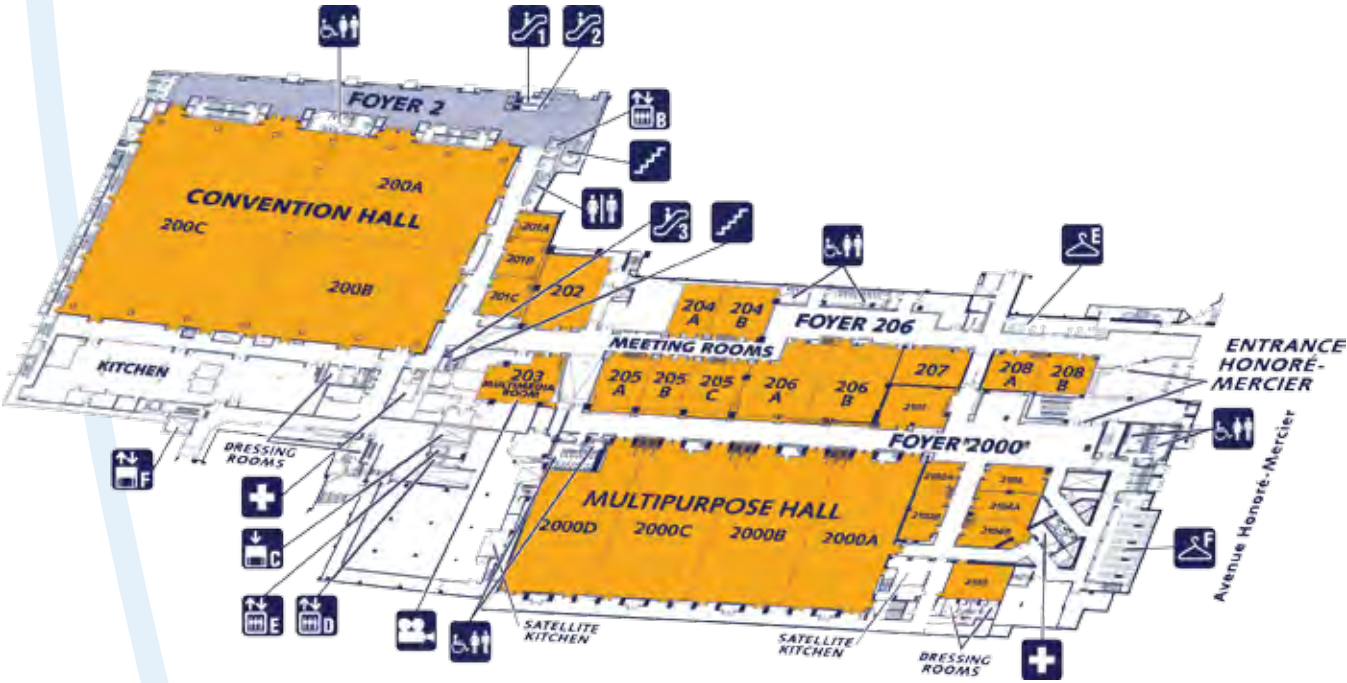 1
2
FOYER 2
B
200A
CONVENTION HALL
200C
200B
201A
201B
201C
202
3
E
204
A
204
B
FOYER 206
MEETING ROOMS
KITCHEN
203
MULTIMEDIA
ROOM
205
A
205
B
205
C
206
A
206
B
207
208
A
208
B
ENTRANCE
HONORÉ-
MERCIER
DRESSING
ROOMS
F
FOYER "2000"
MULTIPURPOSE HALL
2000D
2000C
2000B
2000A
2104A
2104B
C
E
D
F
Avenue Honoré-Mercier
SATELLITE
KITCHEN
SATELLITE
KITCHEN
DRESSING
ROOMS